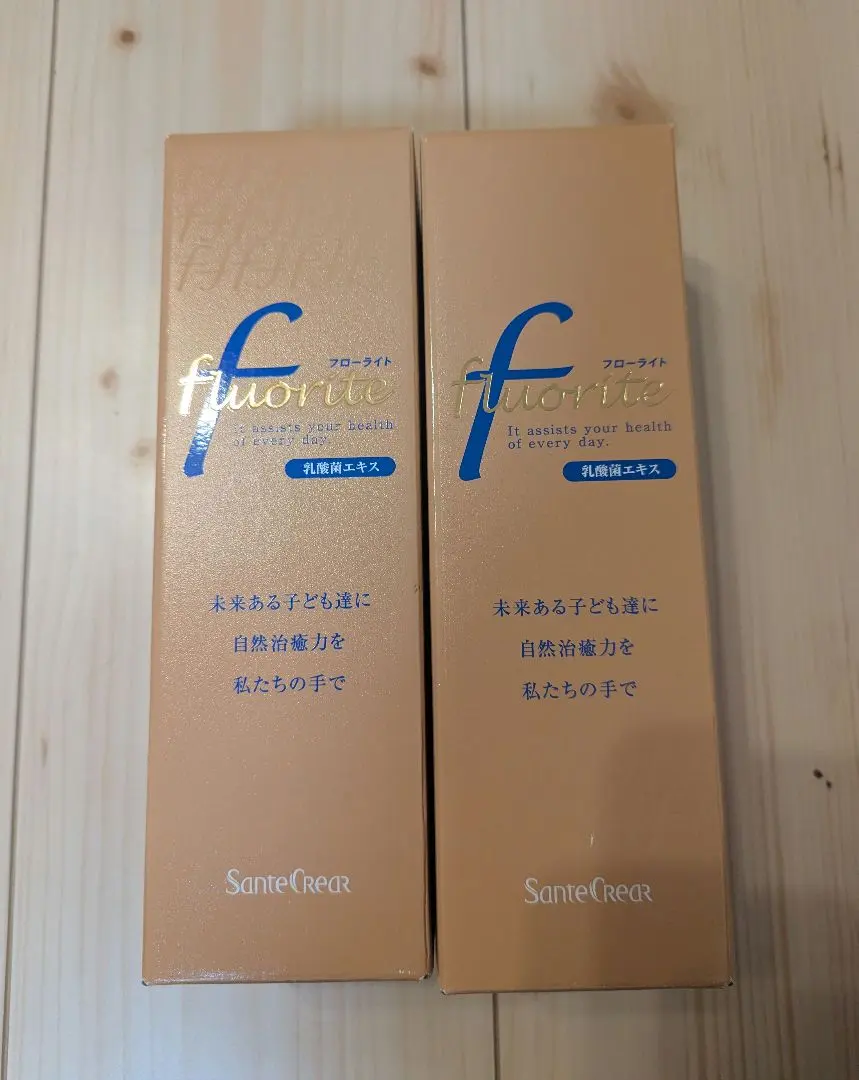 フローライト
fluorite
It assists your health
of every day.
乳酸菌エキス
未来ある子ども達に
自然治癒力を
私たちの手で
SanteCrear
フローライト
fluorite
It assists your health
of every day.
乳酸菌エキス
未来ある子ども達に
自然治癒力を
私たちの手で
SanteCrear